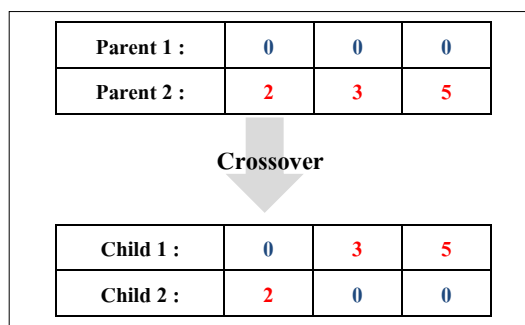 Parent 1 : 0 0 0
Parent 2 : 2 3 5
Crossover
Child 1 : 0 3 5
Child 2 : 2 0 0